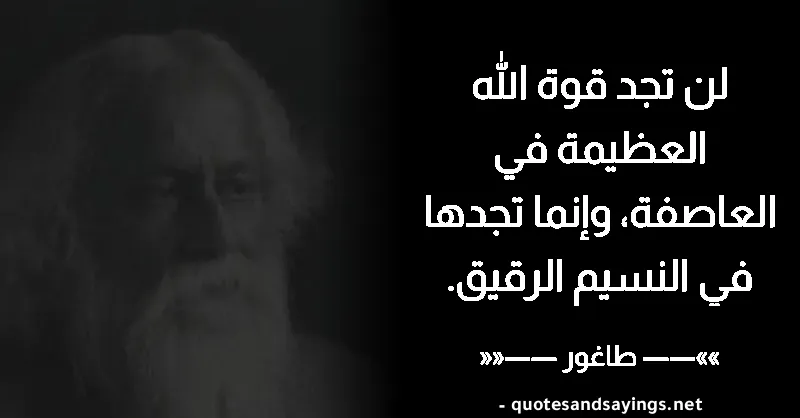 لن تجد قوة الله
العظيمة في
العاصفة، وإنما تجدها
في النسيم الرقيق.
»»—–— طاغور —–—««
- quotesandsayings.net